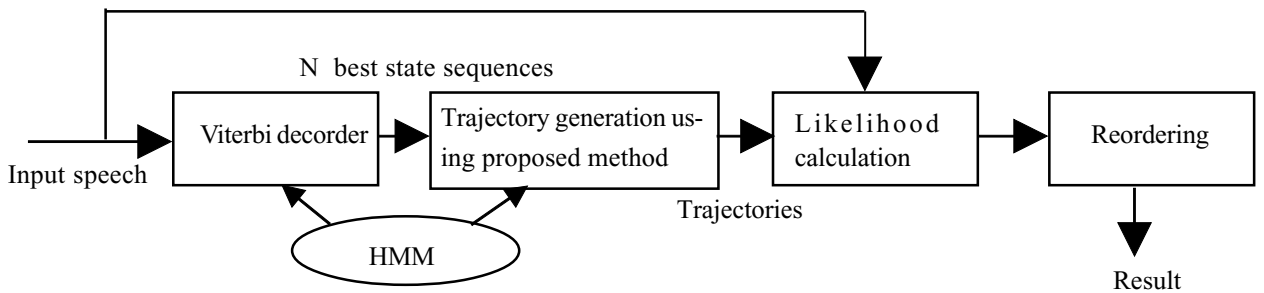 N best state sequences
Input speech
Viterbi decorder
Trajectory generation us-
ing proposed method
Likelihood
calculation
Reordering
Trajectories
HMM
Result